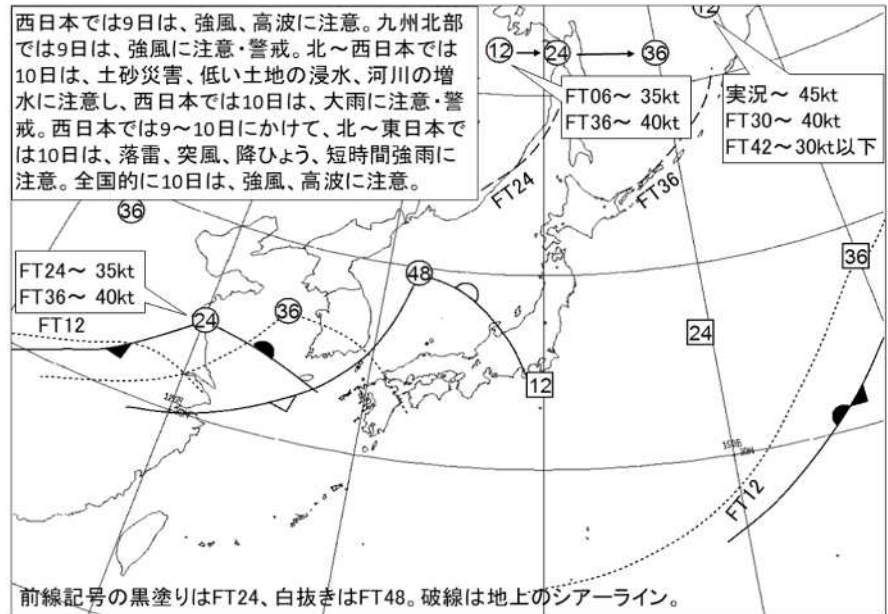 西日本では9日は、強風、高波に注意。九州北部
では9日は、強風に注意・警戒。北～西日本では
10日は、土砂災害、低い土地の浸水、河川の増
水に注意し、西日本では10日は、大雨に注意・警
戒。西日本では9～10日にかけて、北～東日本で
は10日は、落雷、突風、降ひょう、短時間強雨に
注意。全国的に10日は、強風、高波に注意。
12
24
36
12
FT06～ 35kt
FT36～ 40kt
実況～ 45kt
FT30～ 40kt
FT42～30kt以下
FT24
FT36
36
FT24～ 35kt
FT36～ 40kt
FT12
24
36
48
12
24
36
FT12
前線記号の黒塗りはFT24、白抜きはFT48。破線は地上のシアーライン。